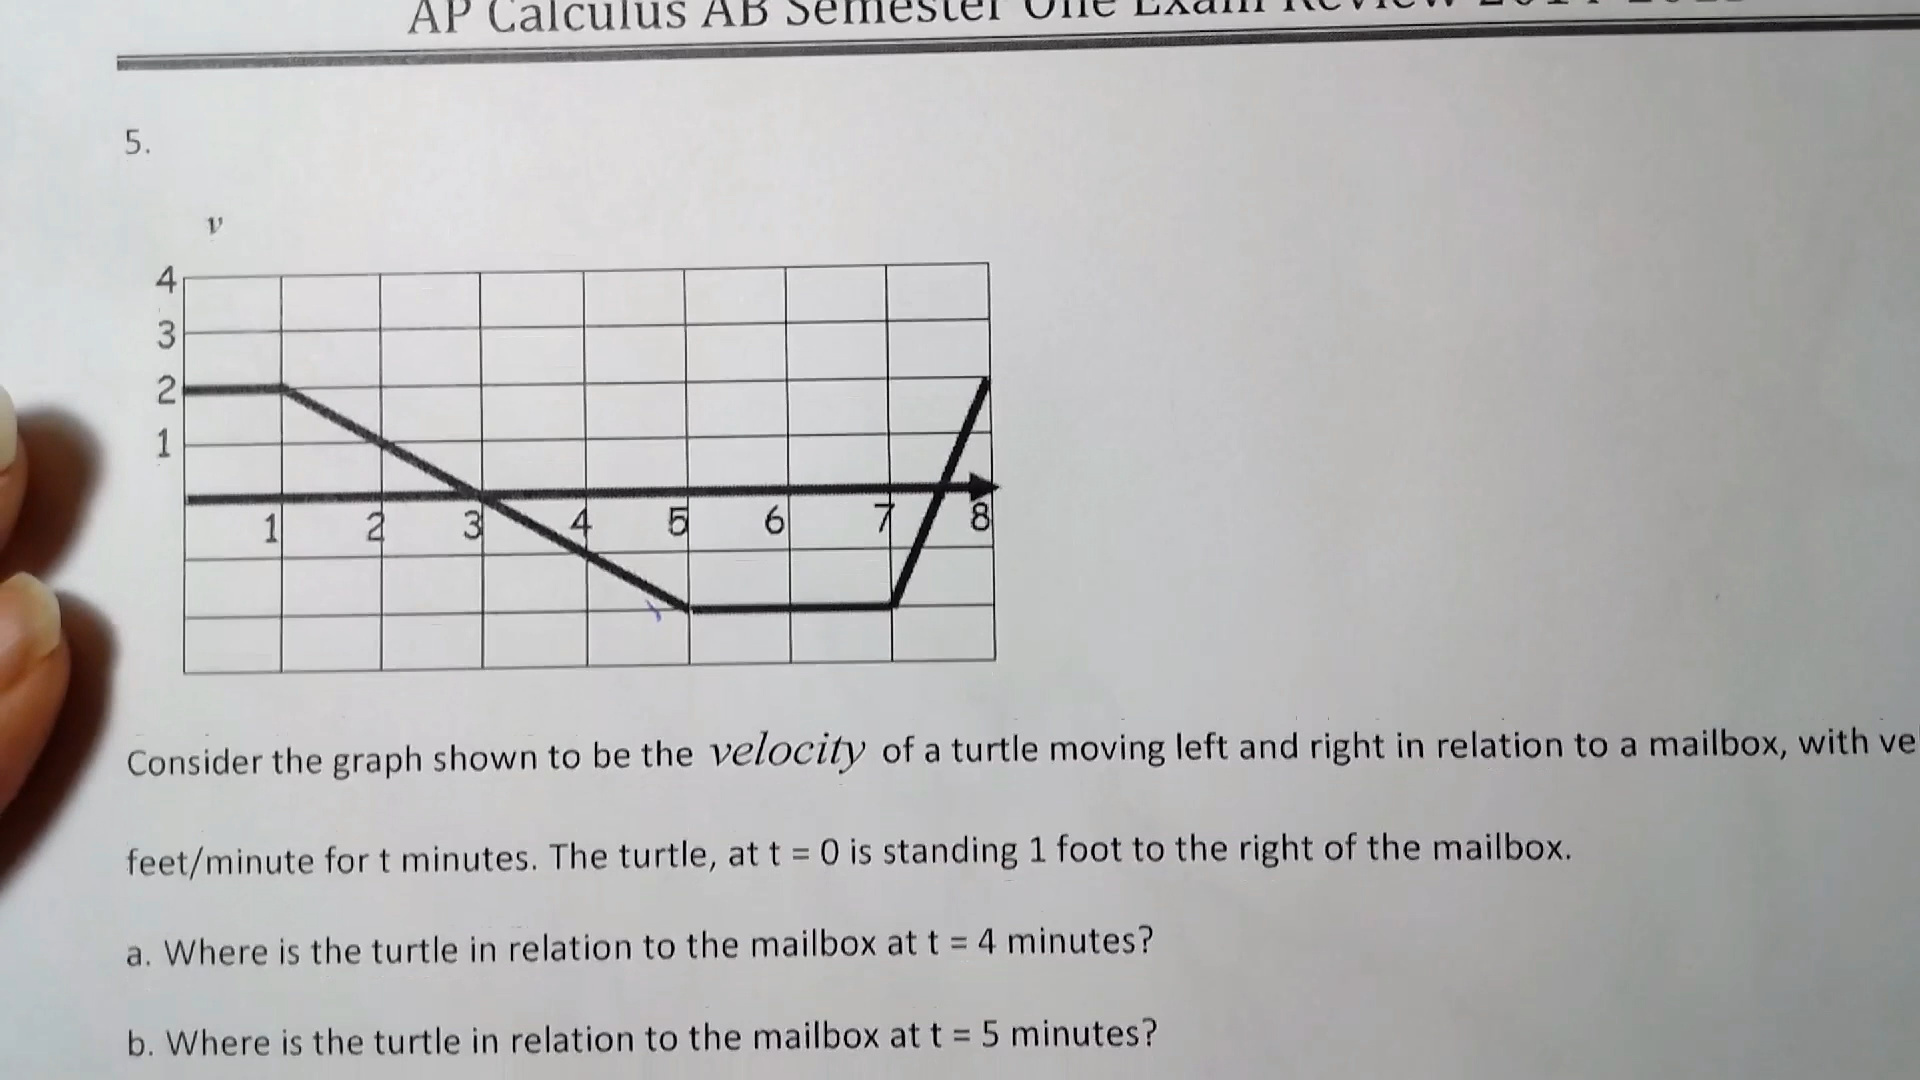 AP Calculus AB Semester One Exam Review
5.
v
4
3
2
1
1 2 3 4 5 6 7 8
Consider the graph shown to be the velocity of a turtle moving left and right in relation to a mailbox, with
feet/minute for t minutes. The turtle, at t = 0 is standing 1 foot to the right of the mailbox.
a. Where is the turtle in relation to the mailbox at t = 4 minutes?
b. Where is the turtle in relation to the mailbox at t = 5 minutes?